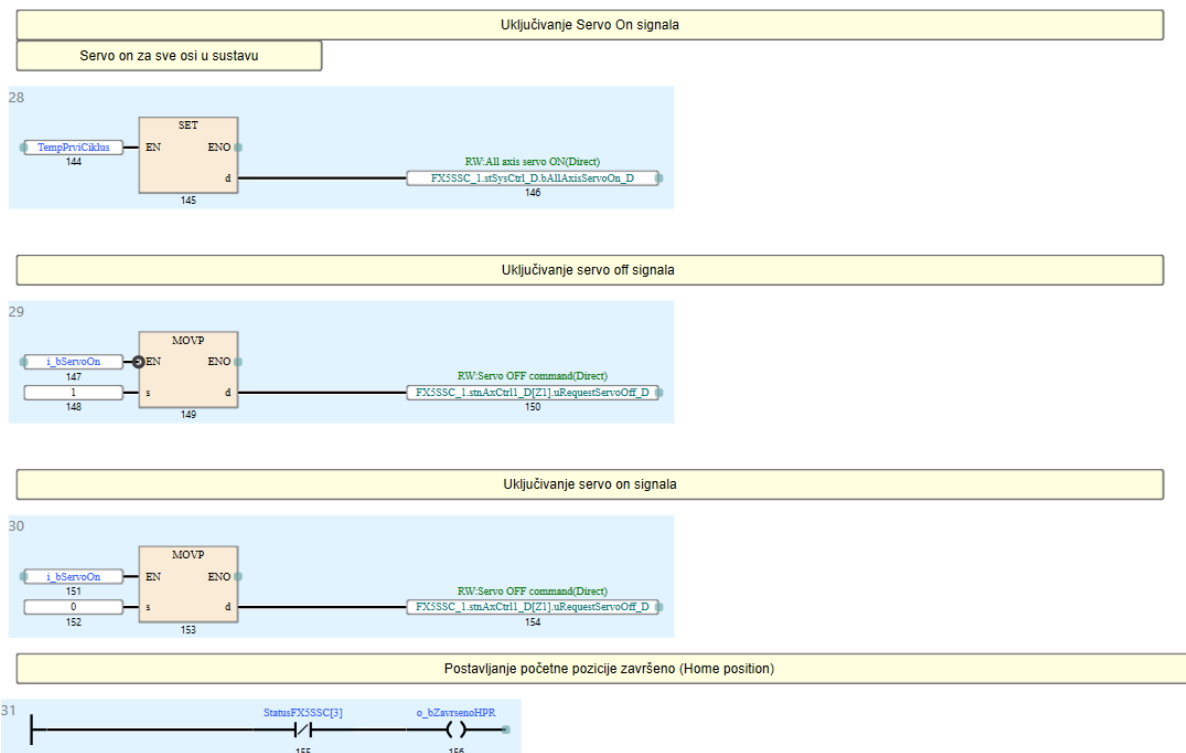 Uključivanje Servo On signala
Servo on za sve osi u sustavu
28
SET
TempPrviCiklus
EN
ENO
144
RW:All axis servo ON(Direct)
d
FX5SSC_1.stSysCtrl_D.bAllAxisServoOn_D
145
146
Uključivanje servo off signala
29
MOVP
i_bServoOn
EN
ENO
147
RW:Servo OFF command(Direct)
1
s
d
FX5SSC_1.stnAxCtrl1_D[Z1].uRequestServoOff_D
148
149
150
Uključivanje servo on signala
30
MOVP
i_bServoOn
EN
ENO
151
RW:Servo OFF command(Direct)
0
s
d
FX5SSC_1.stnAxCtrl1_D[Z1].uRequestServoOff_D
152
153
154
Postavljanje početne pozicije završeno (Home position)
31
StatusFX5SSC[3]
o_bZavrsenoHPR
155
156